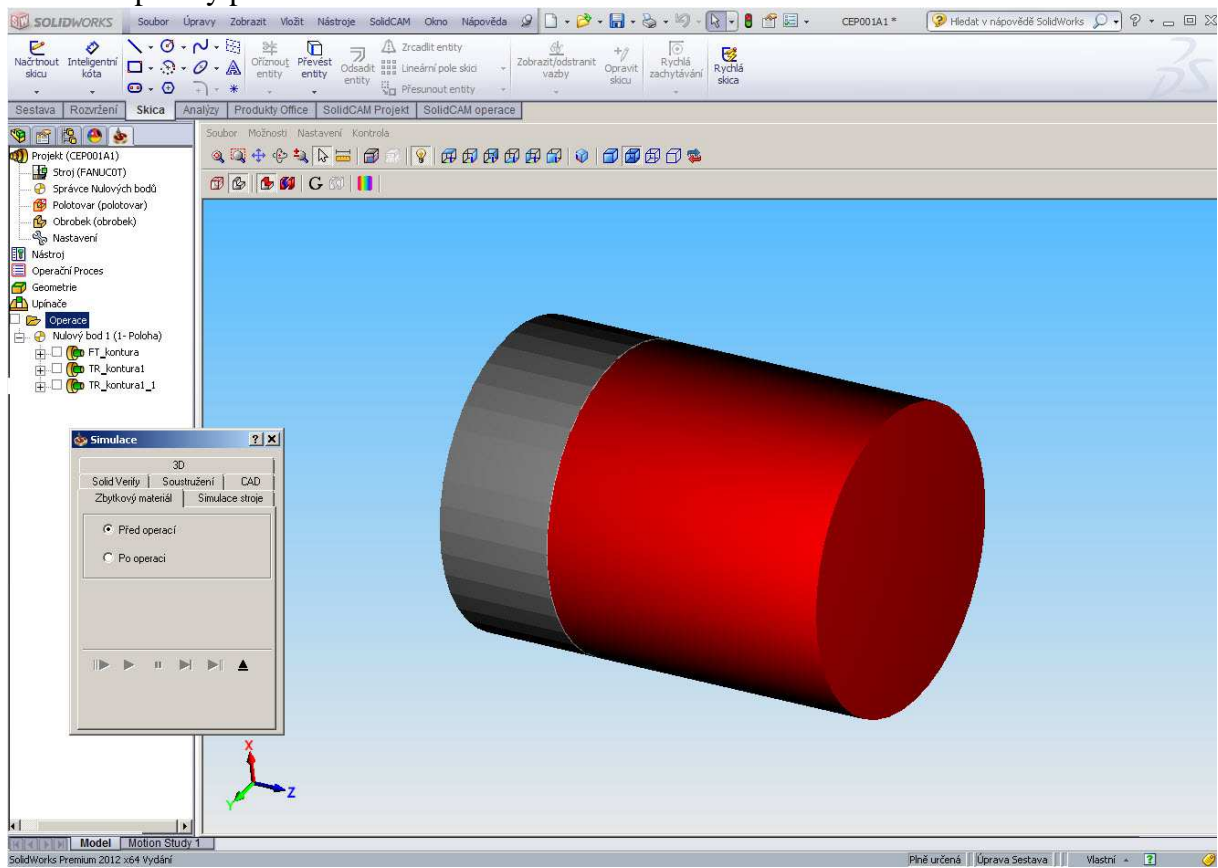 SOLIDWORKS Soubor Úpravy Zobrazit Vložit Nástroje SolidCAM Okno Nápověda CEP001A1 * Hledat v nápovědě SolidWorks
Načrtnout skicu
Inteligentní kóta
Oříznout entity
Převést entity
Odsadit entity
Zrcadlit entity
Lineární pole skici
Přesunout entity
Zobrazit/odstranit vazby
Opravit skicu
Rychlá zachytávání
Rychlá skica
Sestava Rozvržení Skica Analýzy Produkty Office SolidCAM Projekt SolidCAM operace
Soubor Možnosti Nastavení Kontrola
G
Projekt (CEP001A1)
Stroj (FANUC0T)
Správce Nulových bodů
Polotovar (polotovar)
Obrobek (obrobek)
Nastavení
Nástroj
Operační Proces
Geometrie
Upínače
Operace
Nulový bod 1 (1- Poloha)
FT_kontura
TR_kontura1
TR_kontura1_1
Simulace
3D
Solid Verify Soustružení CAD
Zbytkový materiál Simulace stroje
Před operací
Po operaci
X
Y
Z
Model Motion Study 1
SolidWorks Premium 2012 x64 Vydání Plně určená Úprava Sestava Vlastní